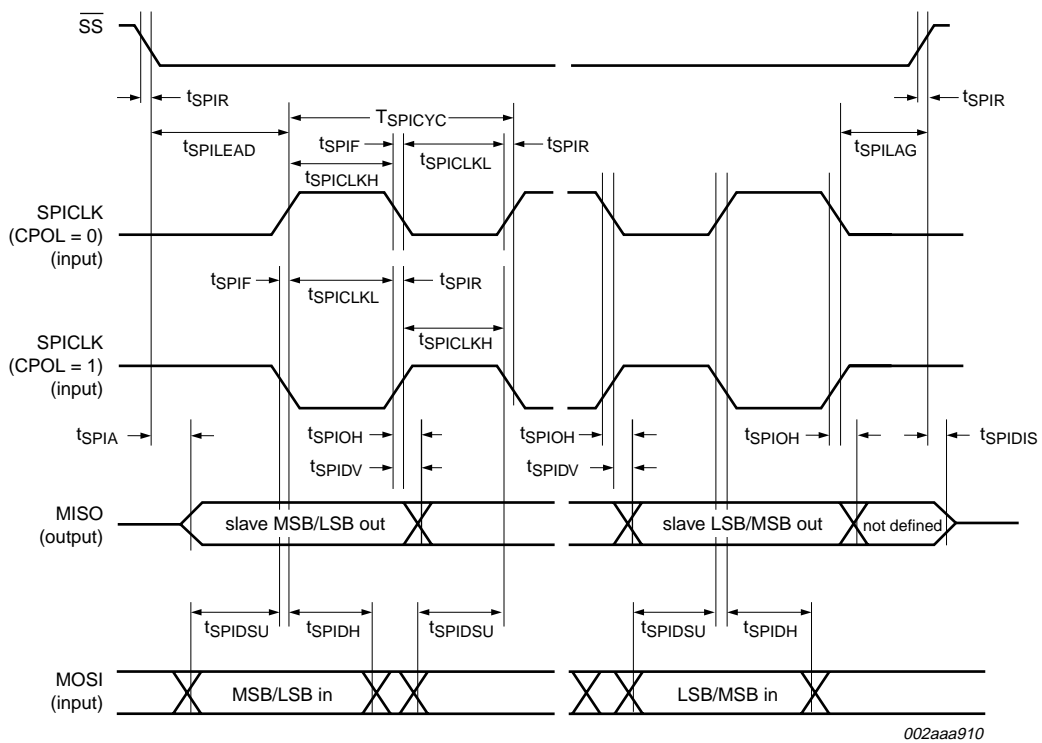 SS
tSPIR
tSPIR
TSPICYC
tSPILEAD
tSPIF
tSPICLKL
tSPIR
tSPILAG
tSPICLKH
SPICLK
(CPOL = 0)
(input)
tSPIF
tSPICLKL
tSPIR
tSPICLKH
SPICLK
(CPOL = 1)
(input)
tSPIA
tSPIOH
tSPIOH
tSPIOH
tSPIDIS
tSPIDV
tSPIDV
MISO
(output)
slave MSB/LSB out
slave LSB/MSB out
not defined
tSPIDSU
tSPIDH
tSPIDSU
tSPIDSU
tSPIDH
MOSI
(input)
MSB/LSB in
LSB/MSB in
002aaa910